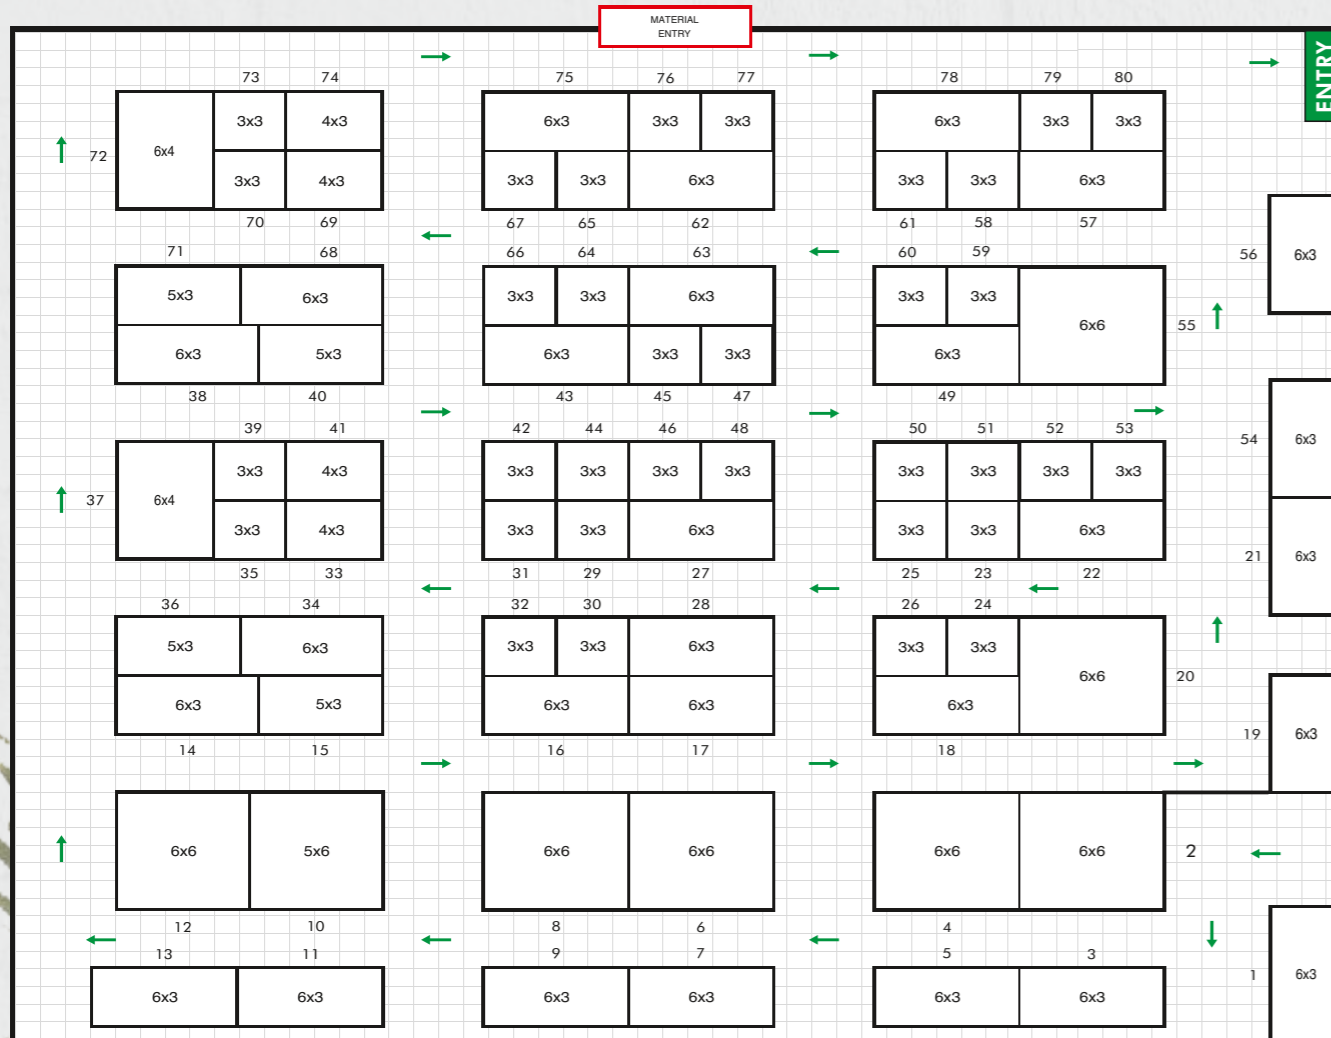 MATERIAL
ENTRY
ENTRY
73 74 75 76 77 78 79 80
6x4 3x3 4x3 6x3 3x3 3x3 6x3 3x3 3x3
72
3x3 4x3 3x3 3x3 6x3 3x3 3x3 6x3
70 69 67 65 62 61 58 57
71 68 66 64 63 60 59 56 6x3
5x3 6x3 3x3 3x3 6x3 3x3 3x3 6x6 55
6x3 5x3 6x3 3x3 3x3 6x3
38 40 43 45 47 49
39 41 42 44 46 48 50 51 52 53 54 6x3
37 6x4 3x3 4x3 3x3 3x3 3x3 3x3 3x3 3x3 3x3 3x3
3x3 4x3 3x3 3x3 6x3 3x3 3x3 6x3 21 6x3
35 33 31 29 27 25 23 22
36 34 32 30 28 26 24
5x3 6x3 3x3 3x3 6x3 3x3 3x3 6x6 20
6x3 5x3 6x3 6x3 6x3 19 6x3
14 15 16 17 18
6x6 5x6 6x6 6x6 6x6 6x6 2
12 10 8 6 4
13 11 9 7 5 3 1 6x3
6x3 6x3 6x3 6x3 6x3 6x3